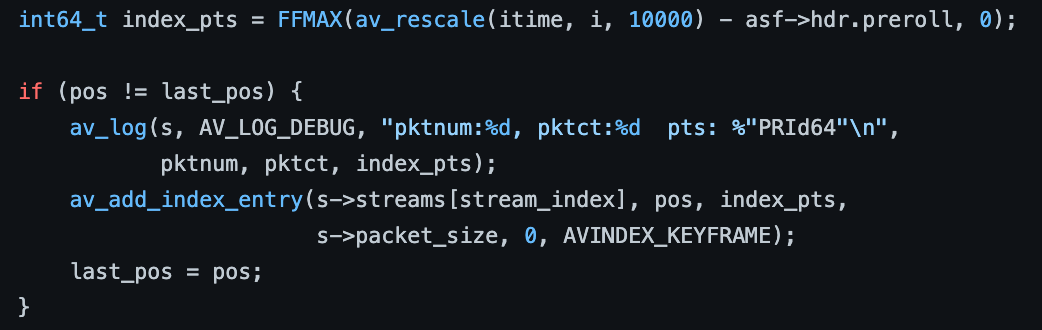 int64_t index_pts = FFMAX(av_rescale(itime, i, 10000) - asf->hdr.preroll, 0);
if (pos != last_pos) {
av_log(s, AV_LOG_DEBUG, "pktnum:%d, pktct:%d  pts: %"PRId64"\n",
pktnum, pktct, index_pts);
av_add_index_entry(s->streams[stream_index], pos, index_pts,
s->packet_size, 0, AVINDEX_KEYFRAME);
last_pos = pos;
}